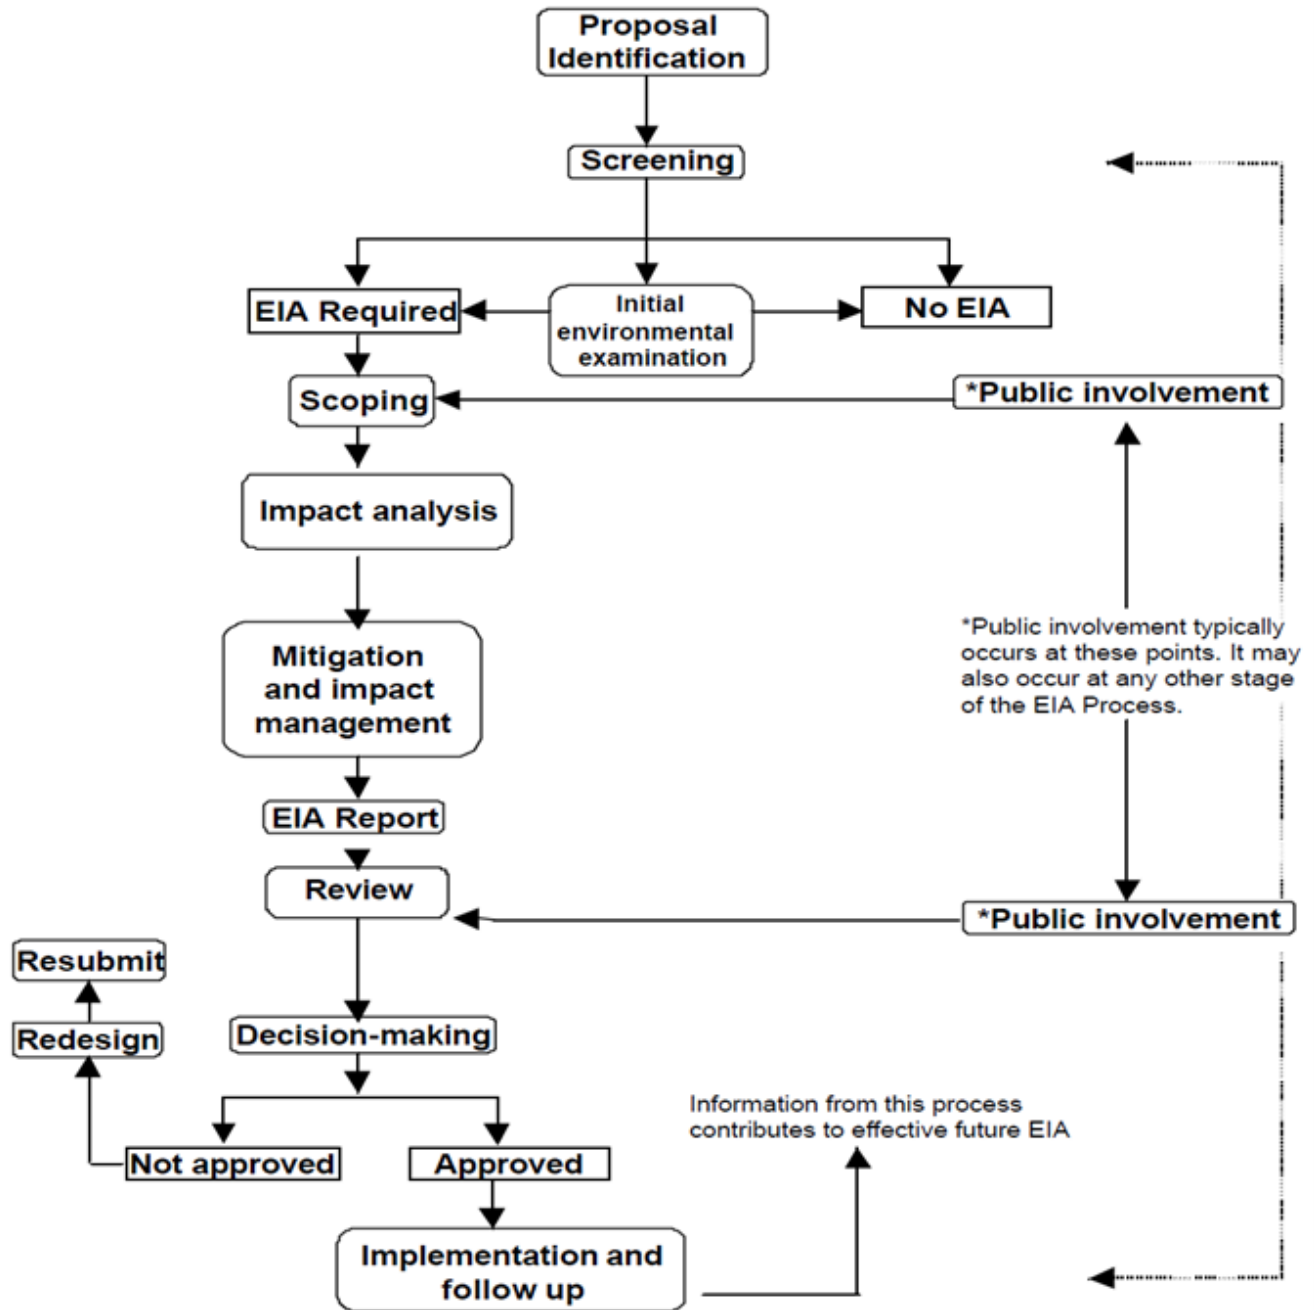 Proposal
Identification
Screening
EIA Required
Initial
environmental
examination
No EIA
Scoping
*Public involvement
Impact analysis
*Public involvement typically
occurs at these points. It may
also occur at any other stage
of the EIA Process.
Mitigation
and impact
management
EIA Report
Review
*Public involvement
Resubmit
Redesign
Decision-making
Information from this process
contributes to effective future EIA
Not approved
Approved
Implementation and
follow up